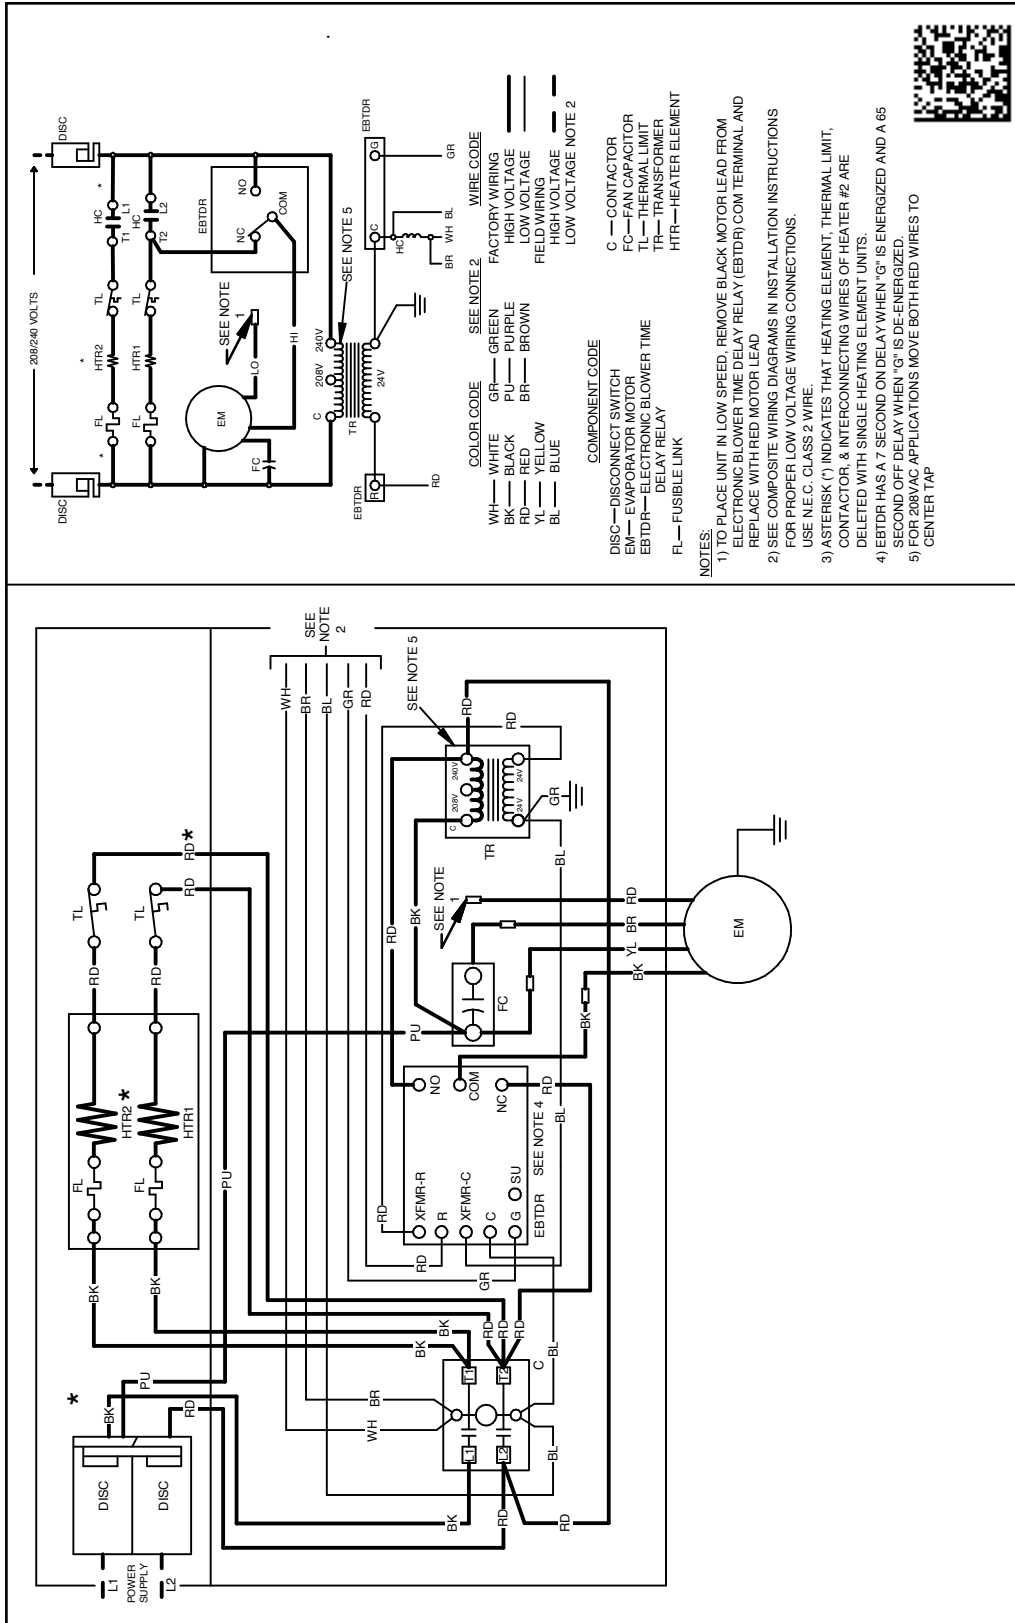 POWER
SUPPLY
L1
L2
DISC
DISC
*
BK
PU
RD
BK
BK
FL
FL
HTR2 *
HTR1
RD
RD
TL
TL
RD *
RD
PU
WH
BR
BL
GR
RD
SEE
NOTE
2
WH
BR
BK
BK
L1
T1
L2
T2
C
BK
RD
RD
BL
RD
RD
RD
BL
RD
RD
GR
XFMR-R
R
XFMR-C
C
G
SU
NO
COM
NC
EBTDR
SEE NOTE 4
RD
BL
PU
FC
RD
BK
BK
SEE NOTE
1
C
208V
240V
24V
24V
TR
SEE NOTE 5
RD
RD
GR
BL
BK
YL
BR
RD
EM
208/240 VOLTS
DISC
DISC
*
FL
HTR2
*
TL
T1
HC
L1
*
FL
HTR1
TL
T2
HC
L2
EBTDR
NC
NO
COM
SEE NOTE
1
EM
LO
HI
FC
C
208V
240V
SEE NOTE 5
TR
24V
EBTDR
R
RD
EBTDR
C
G
HC
BR
WH
BL
GR
COLOR CODE
SEE NOTE 2
WIRE CODE
WH WHITE
BK BLACK
RD RED
YL YELLOW
BL BLUE
GR GREEN
PU PURPLE
BR BROWN
FACTORY WIRING
HIGH VOLTAGE
LOW VOLTAGE
FIELD WIRING
HIGH VOLTAGE
LOW VOLTAGE NOTE 2
COMPONENT CODE
DISC DISCONNECT SWITCH
EM EVAPORATOR MOTOR
EBTDR ELECTRONIC BLOWER TIME
DELAY RELAY
FL FUSIBLE LINK
C CONTACTOR
FC FAN CAPACITOR
TL THERMAL LIMIT
TR TRANSFORMER
HTR HEATER ELEMENT
NOTES:
1) TO PLACE UNIT IN LOW SPEED, REMOVE BLACK MOTOR LEAD FROM
ELECTRONIC BLOWER TIME DELAY RELAY (EBTDR) COM TERMINAL AND
REPLACE WITH RED MOTOR LEAD
2) SEE COMPOSITE WIRING DIAGRAMS IN INSTALLATION INSTRUCTIONS
FOR PROPER LOW VOLTAGE WIRING CONNECTIONS.
USE N.E.C. CLASS 2 WIRE.
3) ASTERISK (*) INDICATES THAT HEATING ELEMENT, THERMAL LIMIT,
CONTACTOR, & INTERCONNECTING WIRES OF HEATER #2 ARE
DELETED WITH SINGLE HEATING ELEMENT UNITS.
4) EBTDR HAS A 7 SECOND ON DELAY WHEN "G" IS ENERGIZED AND A 65
SECOND OFF DELAY WHEN "G" IS DE-ENERGIZED.
5) FOR 208VAC APPLICATIONS MOVE BOTH RED WIRES TO
CENTER TAP